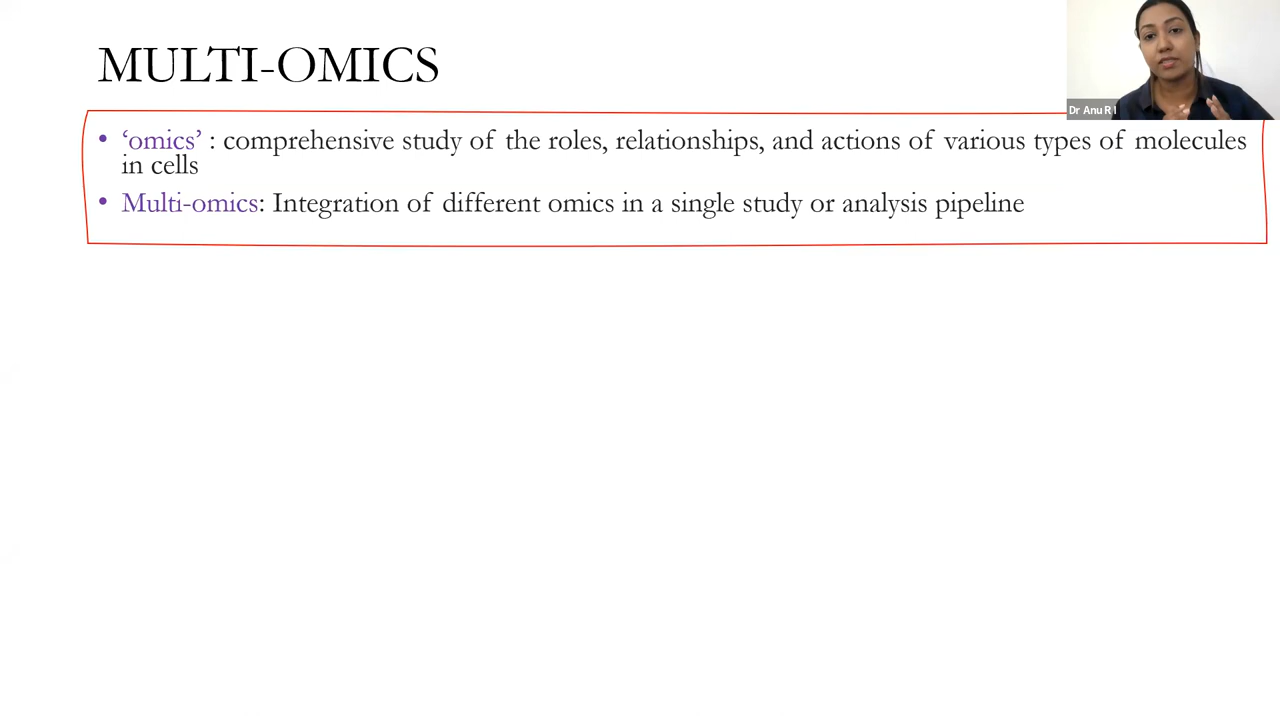 MULTI-OMICS
Dr Anu R
• ‘omics’ : comprehensive study of the roles, relationships, and actions of various types of molecules
in cells
• Multi-omics: Integration of different omics in a single study or analysis pipeline